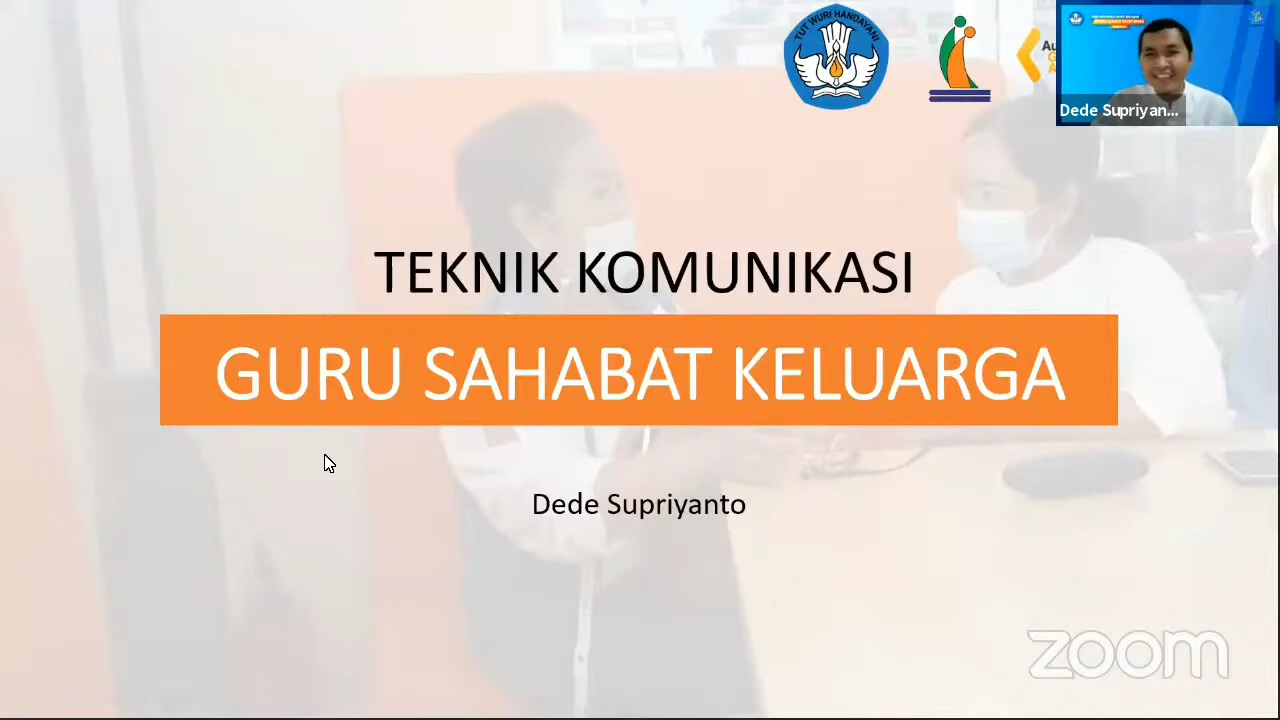 TUT WURI HANDAYANI
Dede Supriyan...
TEKNIK KOMUNIKASI
GURU SAHABAT KELUARGA
Dede Supriyanto
zoom